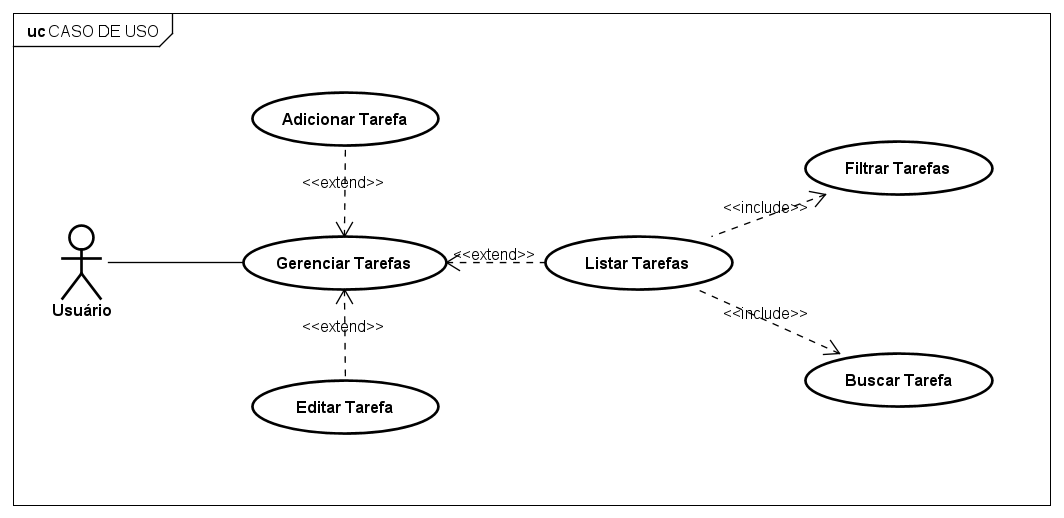 uc CASO DE USO
Adicionar Tarefa
Filtrar Tarefas
<<extend>>
<<include>>
<<extend>>
Gerenciar Tarefas
Listar Tarefas
Usuário
<<include>>
<<extend>>
Buscar Tarefa
Editar Tarefa